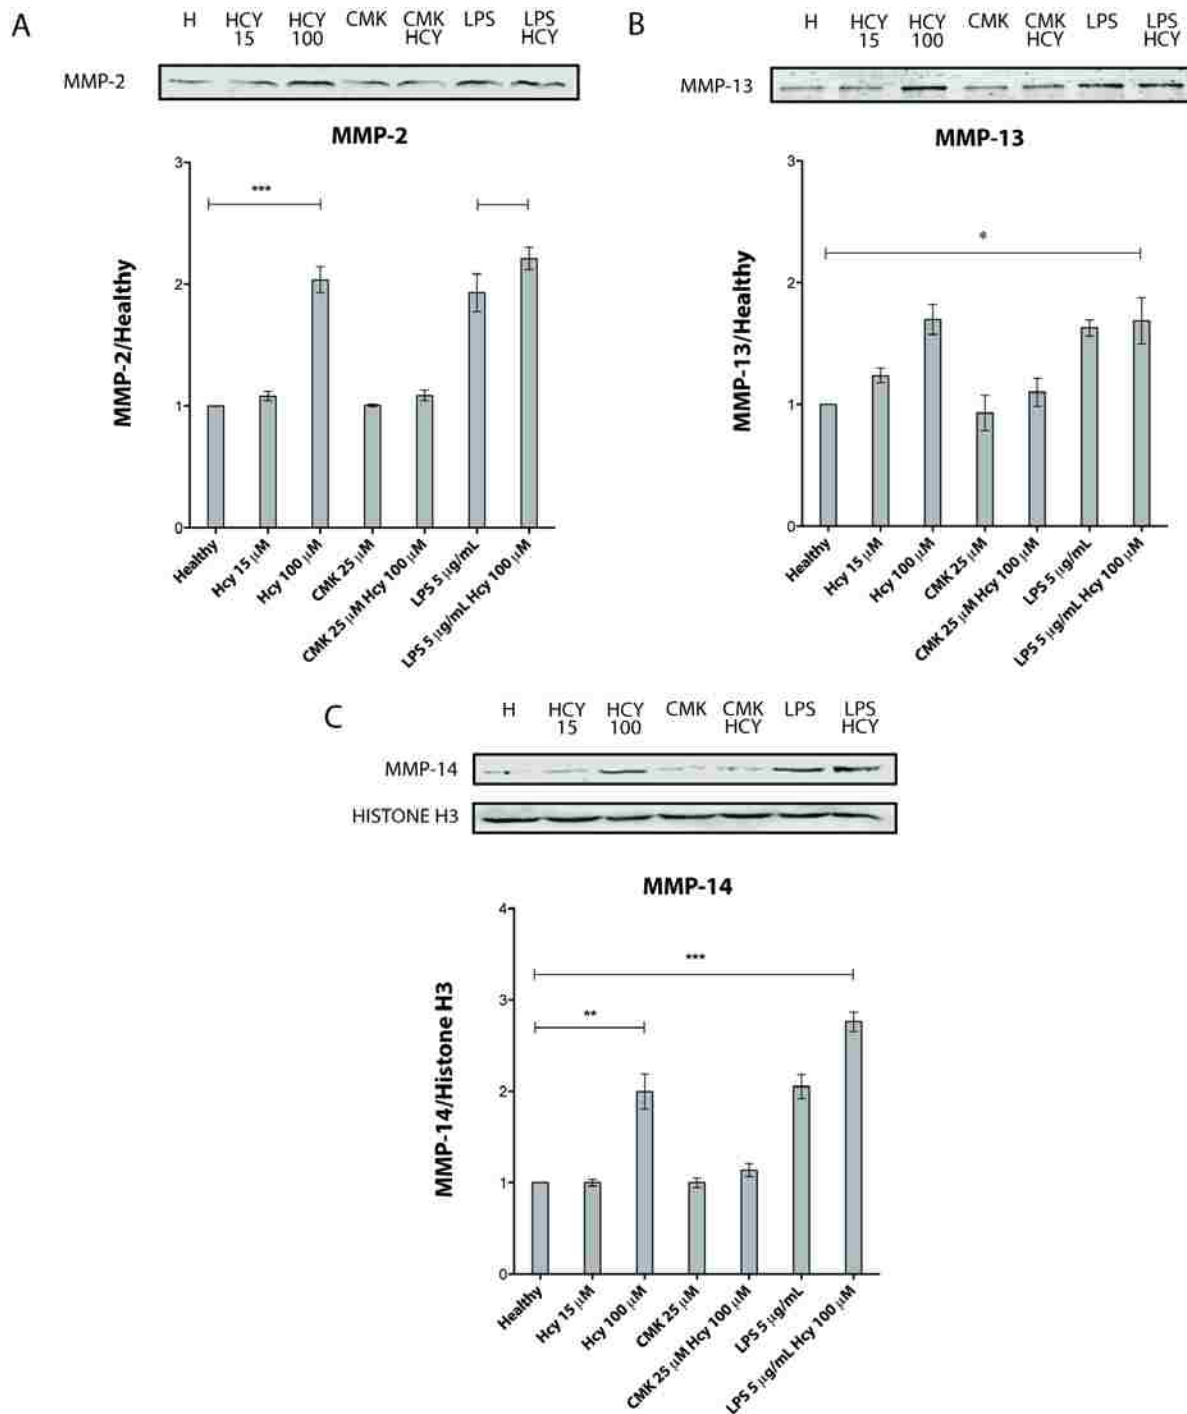 A
H HCY HCY CMK CMK LPS LPS
15 100 HCY HCY
MMP-2
MMP-2
3
2
1
0
***
MMP-2/Healthy
Healthy
Hcy 15 μM
Hcy 100 μM
CMK 25 μM
CMK 25 μM Hcy 100 μM
LPS 5 μg/mL
LPS 5 μg/mL Hcy 100 μM
B
H HCY HCY CMK CMK LPS LPS
15 100 HCY HCY
MMP-13
MMP-13
3
2
1
0
*
MMP-13/Healthy
Healthy
Hcy 15 μM
Hcy 100 μM
CMK 25 μM
CMK 25 μM Hcy 100 μM
LPS 5 μg/mL
LPS 5 μg/mL Hcy 100 μM
C
H HCY HCY CMK CMK LPS LPS
15 100 HCY HCY
MMP-14
HISTONE H3
MMP-14
4
3
2
1
0
***
**
MMP-14/Histone H3
Healthy
Hcy 15 μM
Hcy 100 μM
CMK 25 μM
CMK 25 μM Hcy 100 μM
LPS 5 μg/mL
LPS 5 μg/mL Hcy 100 μM